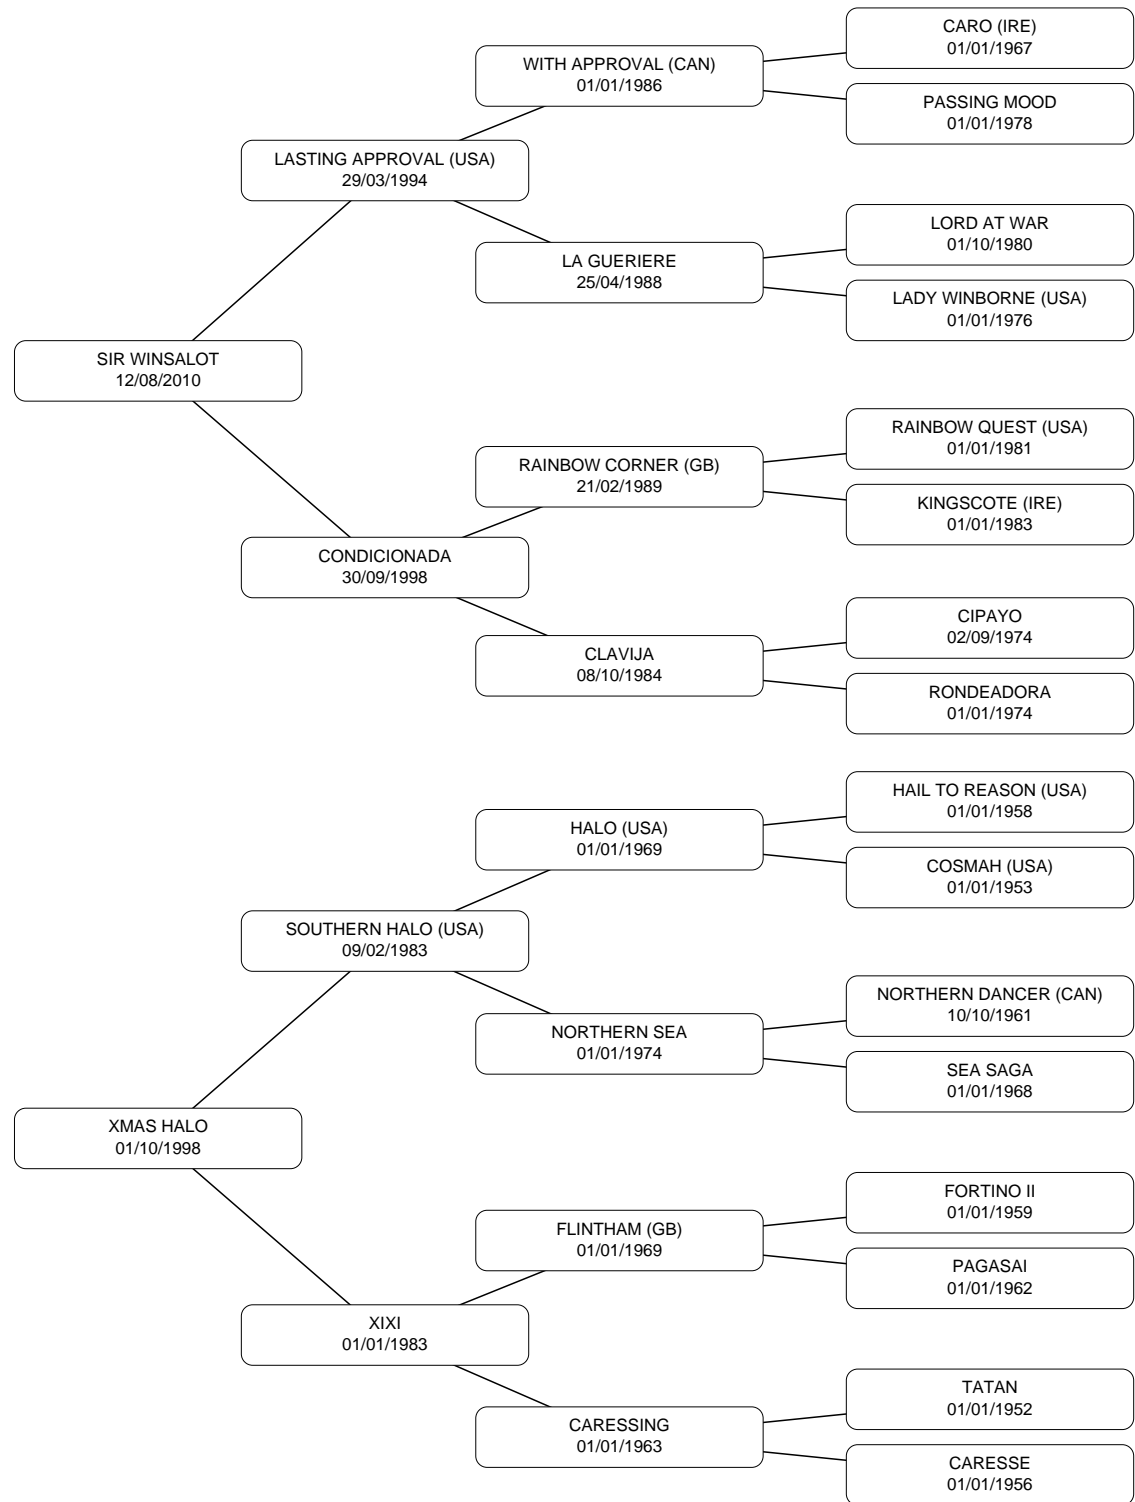 CARO (IRE)
01/01/1967
WITH APPROVAL (CAN)
01/01/1986
PASSING MOOD
01/01/1978
LASTING APPROVAL (USA)
29/03/1994
LORD AT WAR
01/10/1980
LA GUERIERE
25/04/1988
LADY WINBORNE (USA)
01/01/1976
SIR WINSALOT
12/08/2010
RAINBOW QUEST (USA)
01/01/1981
RAINBOW CORNER (GB)
21/02/1989
KINGSCOTE (IRE)
01/01/1983
CONDICIONADA
30/09/1998
CIPAYO
02/09/1974
CLAVIJA
08/10/1984
RONDEADORA
01/01/1974
HAIL TO REASON (USA)
01/01/1958
HALO (USA)
01/01/1969
COSMAH (USA)
01/01/1953
SOUTHERN HALO (USA)
09/02/1983
NORTHERN DANCER (CAN)
10/10/1961
NORTHERN SEA
01/01/1974
SEA SAGA
01/01/1968
XMAS HALO
01/10/1998
FORTINO II
01/01/1959
FLINTHAM (GB)
01/01/1969
PAGASAI
01/01/1962
XIXI
01/01/1983
TATAN
01/01/1952
CARESSING
01/01/1963
CARESSE
01/01/1956